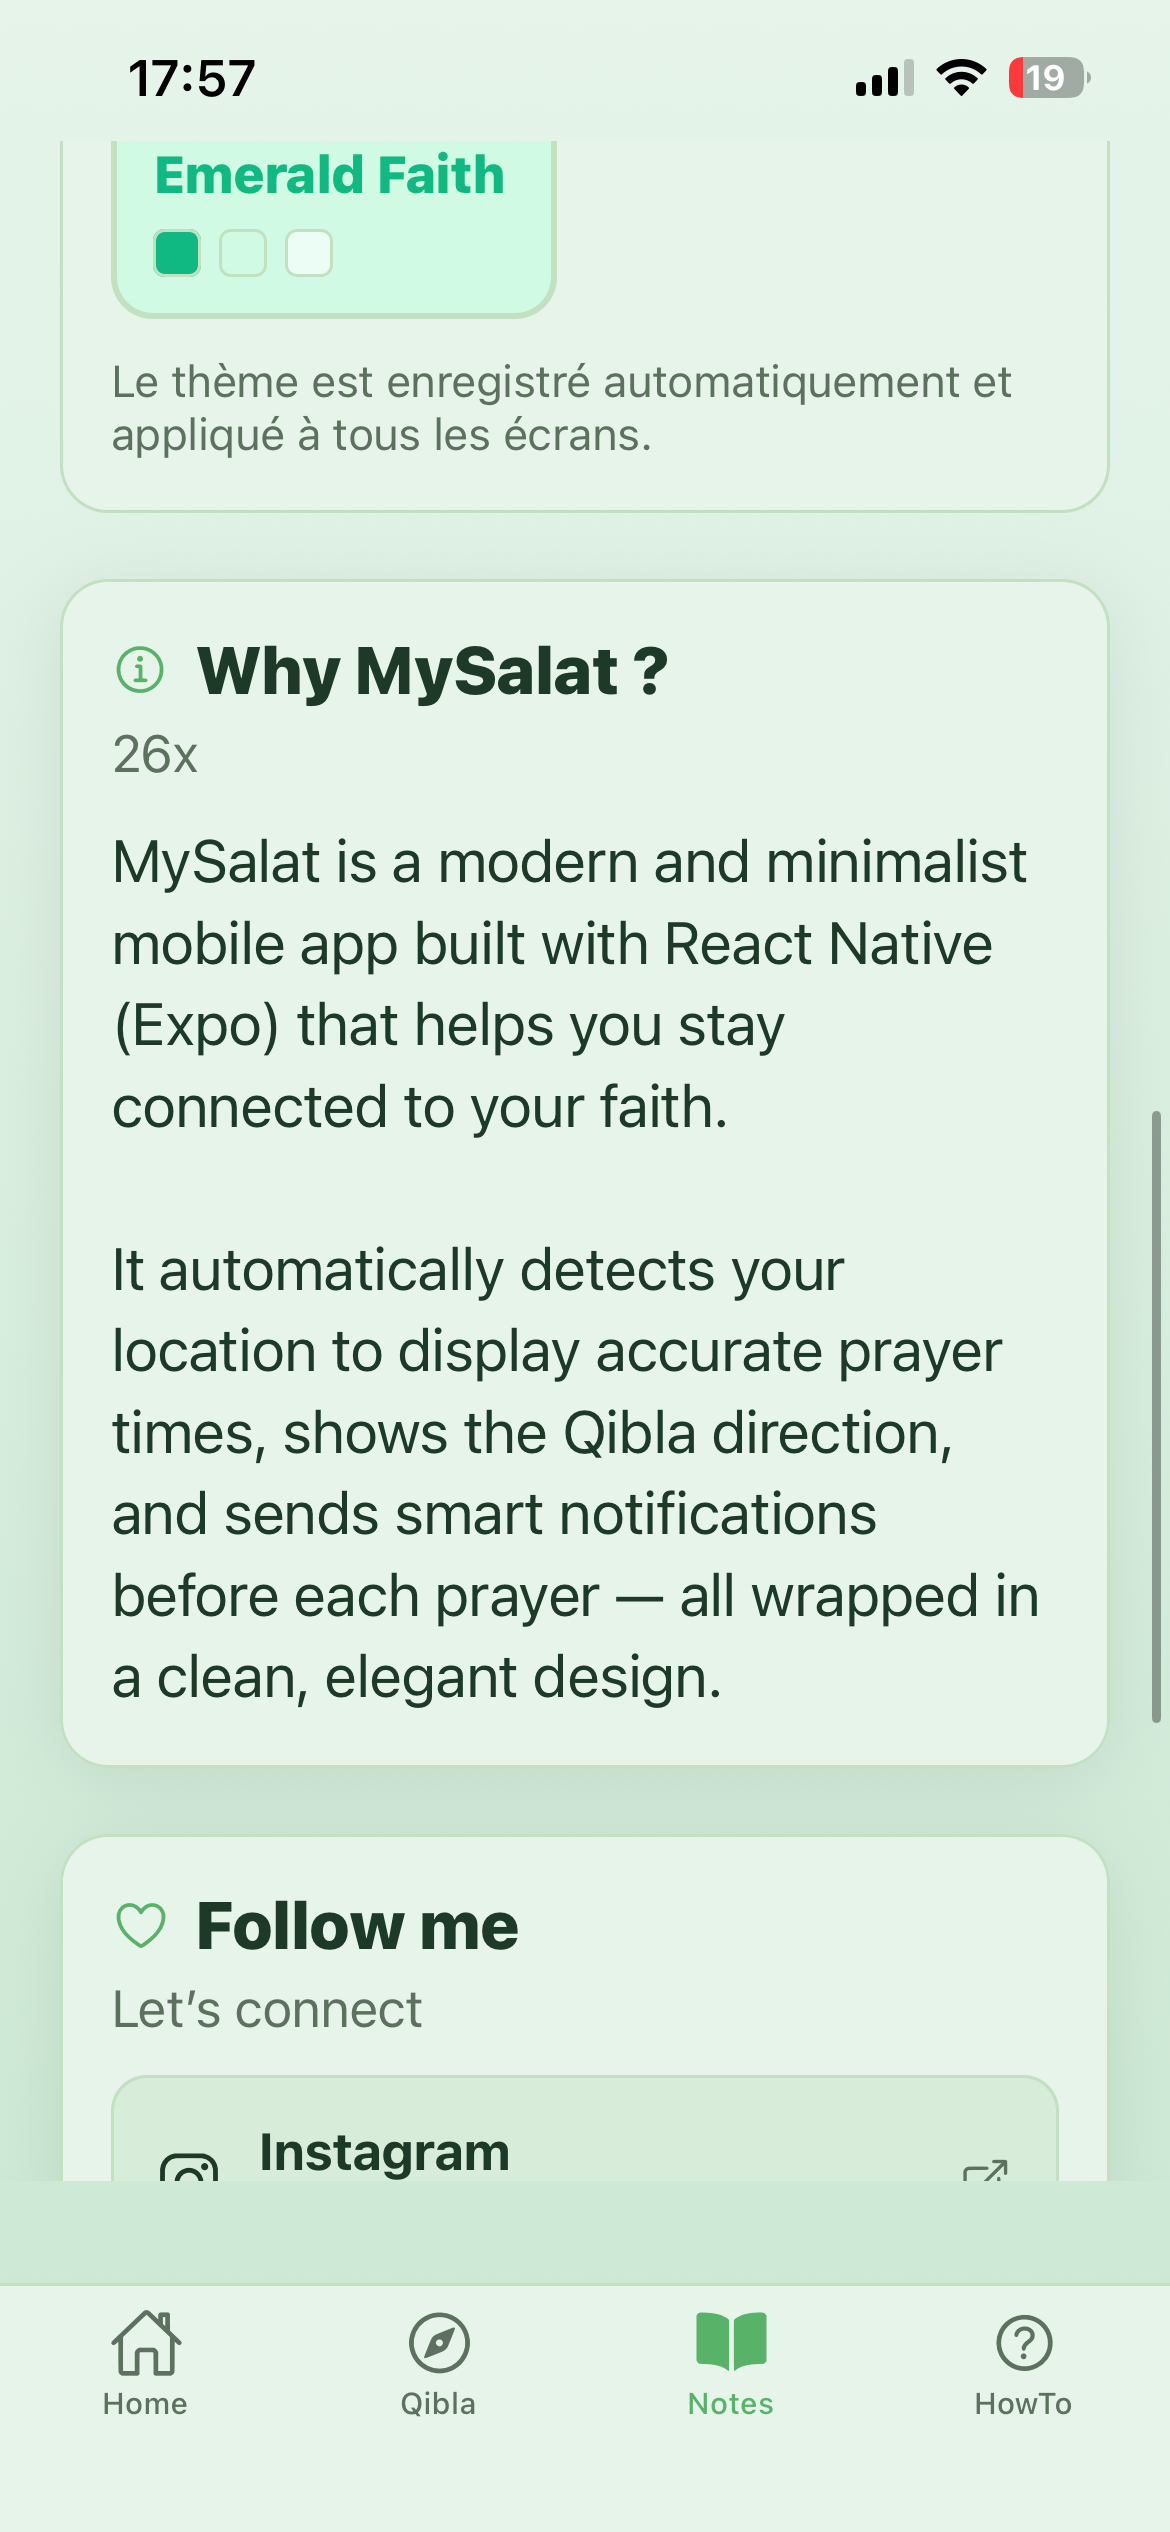 17:57
19
Emerald Faith
Le thème est enregistré automatiquement et
appliqué à tous les écrans.
Why MySalat ?
26x
MySalat is a modern and minimalist
mobile app built with React Native
(Expo) that helps you stay
connected to your faith.
It automatically detects your
location to display accurate prayer
times, shows the Qibla direction,
and sends smart notifications
before each prayer — all wrapped in
a clean, elegant design.
Follow me
Let’s connect
Instagram
Home
Qibla
Notes
HowTo